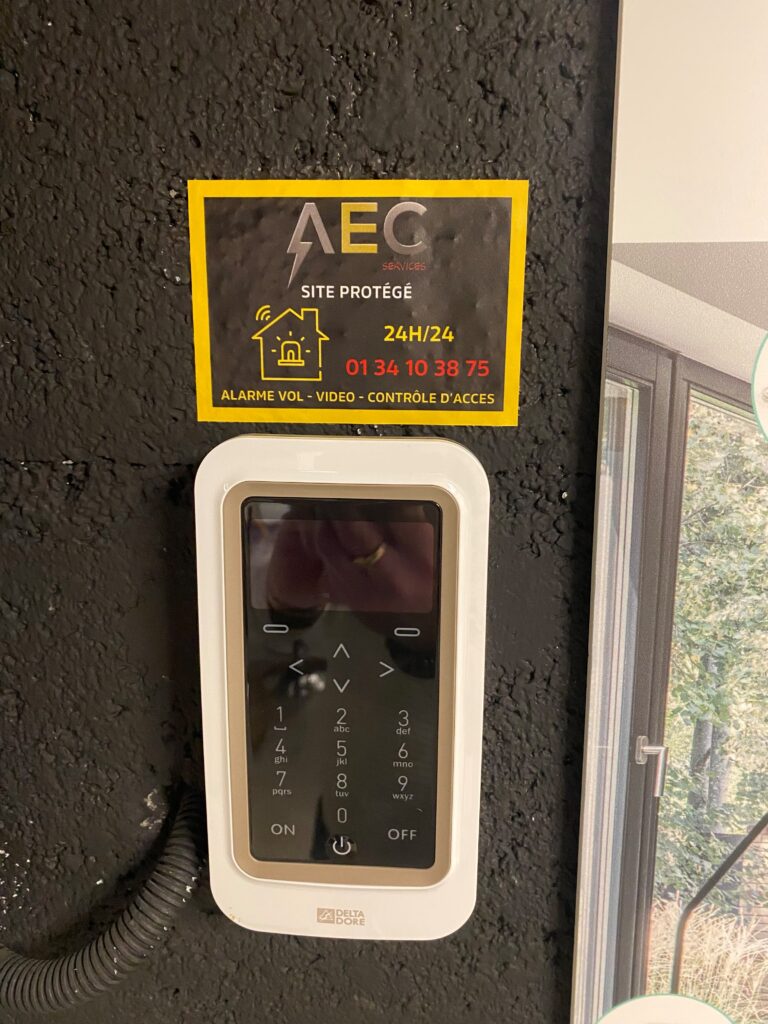 AEC
SERVICES
SITE PROTÉGÉ
24H/24
01 34 10 38 75
ALARME VOL - VIDEO - CONTRÔLE D'ACCES
1 2 3
abc def
4 5 6
ghi jkl mno
7 8 9
pqrs tuv wxyz
0
ON OFF
DELTA
DORE